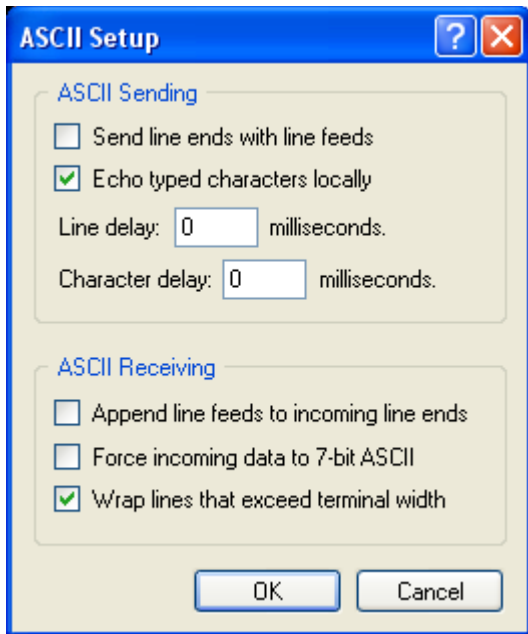 ASCII Setup ?
ASCII Sending
Send line ends with line feeds
Echo typed characters locally
Line delay: 0 milliseconds.
Character delay: 0 milliseconds.
ASCII Receiving
Append line feeds to incoming line ends
Force incoming data to 7-bit ASCII
Wrap lines that exceed terminal width
OK Cancel